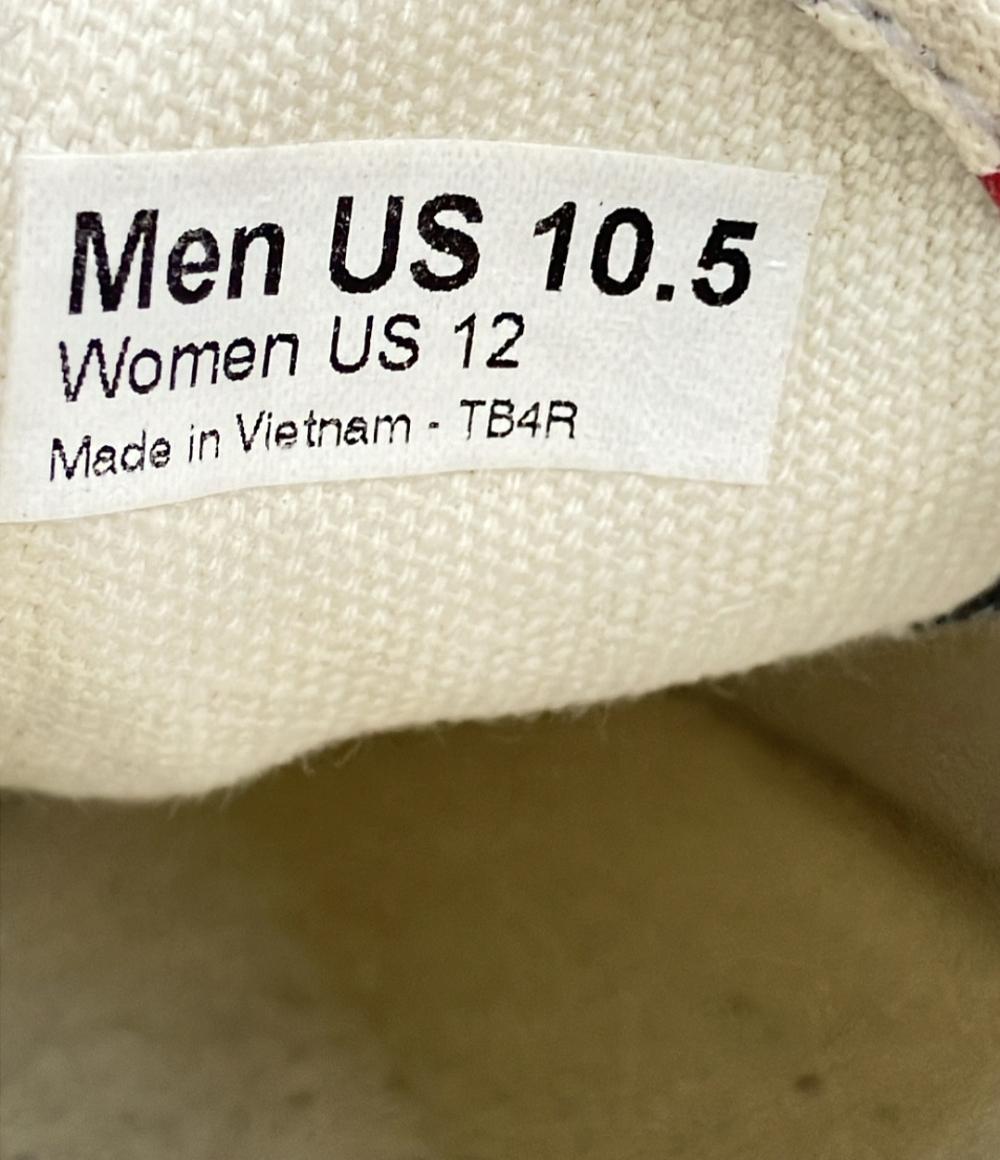 Men US 10.5
Women US 12
Made in Vietnam - TB4R